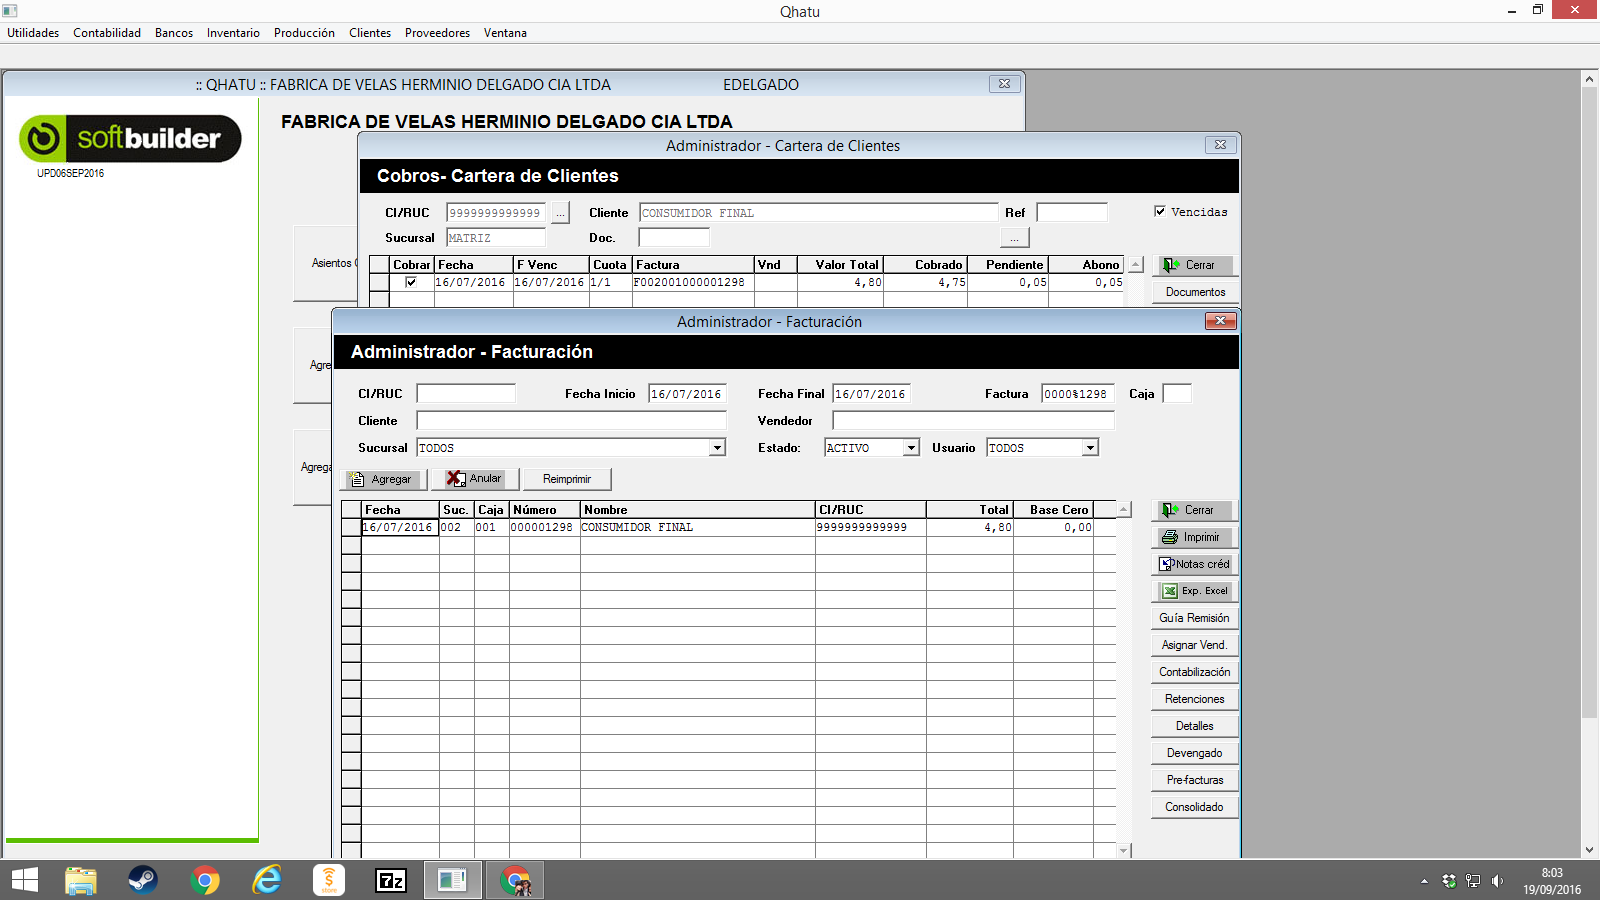 Qhatu
Utilidades Contabilidad Bancos Inventario Producción Clientes Proveedores Ventana
:: QHATU :: FABRICA DE VELAS HERMINIO DELGADO CIA LTDA EDELGADO
softbuilder
UPD06SEP2016
FABRICA DE VELAS HERMINIO DELGADO CIA LTDA
Asientos
Agre
Agrega
Administrador - Cartera de Clientes
Cobros- Cartera de Clientes
CI/RUC 9999999999999 ... Cliente CONSUMIDOR FINAL Ref Vencidas
Sucursal MATRIZ Doc. ...
Cobrar Fecha F Venc Cuota Factura Vnd Valor Total Cobrado Pendiente Abono
16/07/2016 16/07/2016 1/1 F002001000001298 4,80 4,75 0,05 0,05
Cerrar
Documentos
Administrador - Facturación
Administrador - Facturación
CI/RUC Fecha Inicio 16/07/2016 Fecha Final 16/07/2016 Factura 0000%1298 Caja
Cliente Vendedor
Sucursal TODOS Estado: ACTIVO Usuario TODOS
Agregar Anular Reimprimir
Fecha Suc. Caja Número Nombre CI/RUC Total Base Cero
16/07/2016 002 001 000001298 CONSUMIDOR FINAL 9999999999999 4,80 0,00
Cerrar
Imprimir
Notas créd
Exp. Excel
Guía Remisión
Asignar Vend.
Contabilización
Retenciones
Detalles
Devengado
Pre-facturas
Consolidado
store
7z
8:03
19/09/2016